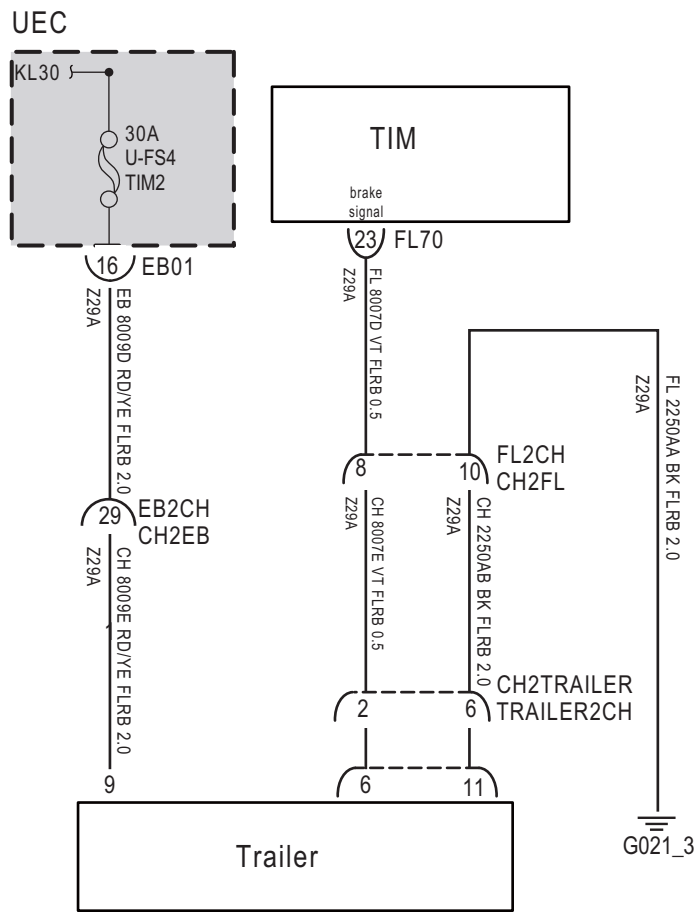 UEC
KL30
30A
U-FS4
TIM2
16
EB01
Z29A
EB 8009D RD/YE FLRB 2.0
29
EB2CH
CH2EB
Z29A
CH 8009E RD/YE FLRB 2.0
9
TIM
brake
signal
23
FL70
Z29A
FL 8007D VT FLRB 0.5
8
10
FL2CH
CH2FL
Z29A
CH 8007E VT FLRB 0.5
Z29A
CH 2250AB BK FLRB 2.0
Z29A
FL 2250AA BK FLRB 2.0
2
6
CH2TRAILER
TRAILER2CH
6
11
G021_3
Trailer